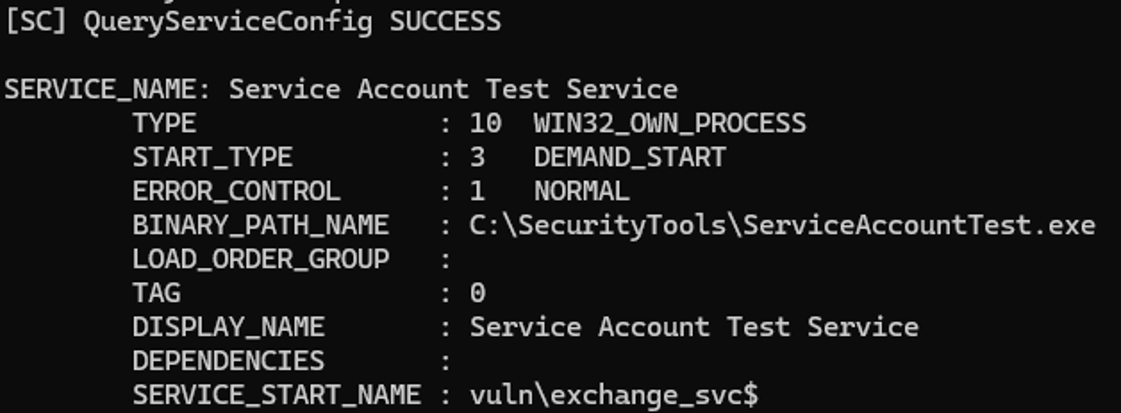 [SC] QueryServiceConfig SUCCESS
SERVICE_NAME: Service Account Test Service
TYPE : 10 WIN32_OWN_PROCESS
START_TYPE : 3 DEMAND_START
ERROR_CONTROL : 1 NORMAL
BINARY_PATH_NAME : C:\SecurityTools\ServiceAccountTest.exe
LOAD_ORDER_GROUP :
TAG : 0
DISPLAY_NAME : Service Account Test Service
DEPENDENCIES :
SERVICE_START_NAME : vuln\exchange_svc$